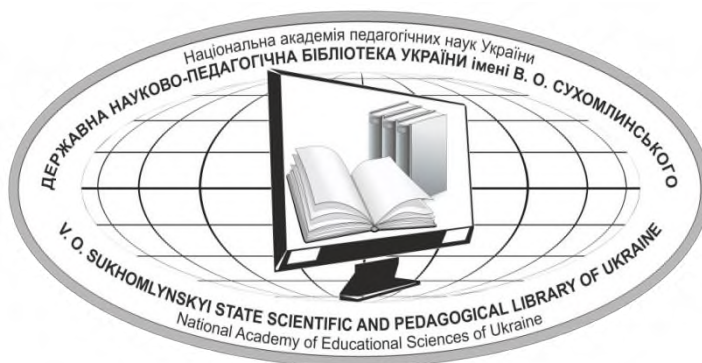 Національна академія педагогічних наук України
ДЕРЖАВНА НАУКОВО-ПЕДАГОГІЧНА БІБЛІОТЕКА УКРАЇНИ імені В. О. СУХОМЛИНСЬКОГО
V. O. SUKHOMLYNSKYI STATE SCIENTIFIC AND PEDAGOGICAL LIBRARY OF UKRAINE
National Academy of Educational Sciences of Ukraine